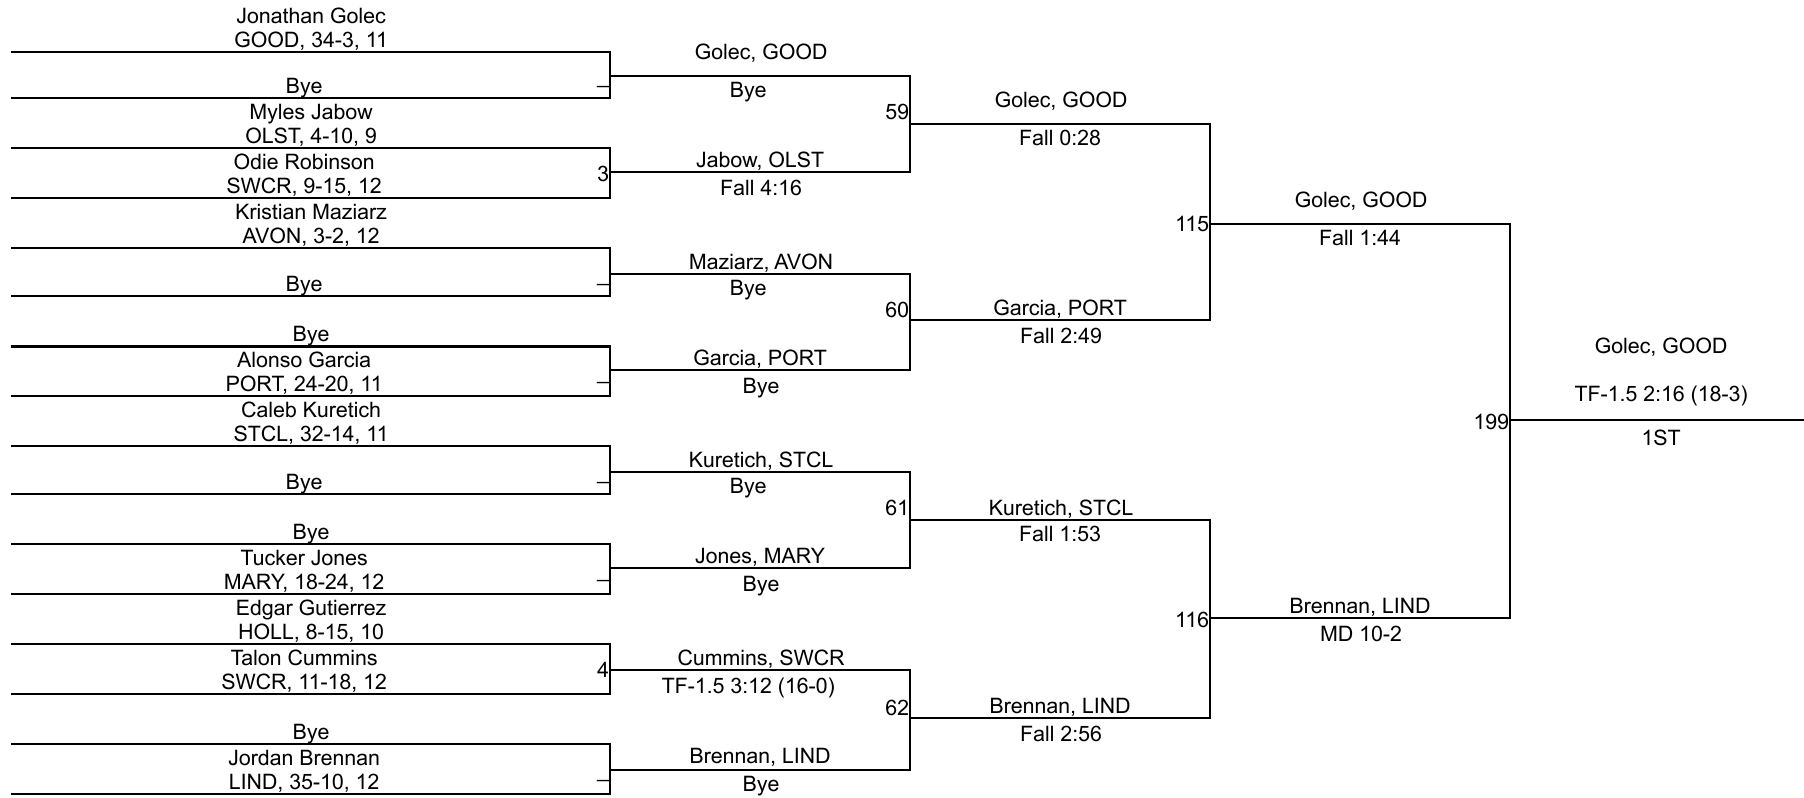 Jonathan Golec
GOOD, 34-3, 11
Bye
Myles Jabow
OLST, 4-10, 9
Odie Robinson
SWCR, 9-15, 12
Kristian Maziarz
AVON, 3-2, 12
Bye
Bye
Alonso Garcia
PORT, 24-20, 11
Caleb Kuretich
STCL, 32-14, 11
Bye
Bye
Tucker Jones
MARY, 18-24, 12
Edgar Gutierrez
HOLL, 8-15, 10
Talon Cummins
SWCR, 11-18, 12
Bye
Jordan Brennan
LIND, 35-10, 12
–
3
–
–
–
–
4
–
Golec, GOOD
Bye
Jabow, OLST
Fall 4:16
Maziarz, AVON
Bye
Garcia, PORT
Bye
Kuretich, STCL
Bye
Jones, MARY
Bye
Cummins, SWCR
TF-1.5 3:12 (16-0)
Brennan, LIND
Bye
59
60
61
62
Golec, GOOD
Fall 0:28
Garcia, PORT
Fall 2:49
Kuretich, STCL
Fall 1:53
Brennan, LIND
Fall 2:56
115
116
Golec, GOOD
Fall 1:44
Brennan, LIND
MD 10-2
199
Golec, GOOD
TF-1.5 2:16 (18-3)
1ST